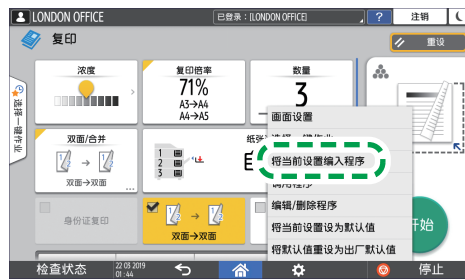 LONDON OFFICE
已登录：[LONDON OFFICE]
?
注销
复印
重设
浓度
复印倍率
71%
A3→A4
A4→A5
数量
3
选择一键作业
双面/合并
双面→双面
...
1
2
3
纸张
身份证复印
双面→双面
画面设置
将当前设置编入程序
编辑/删除程序
将当前设置设为默认值
将默认值重设为出厂默认值
开始
检查状态
22 03 2019
01 : 44
停止